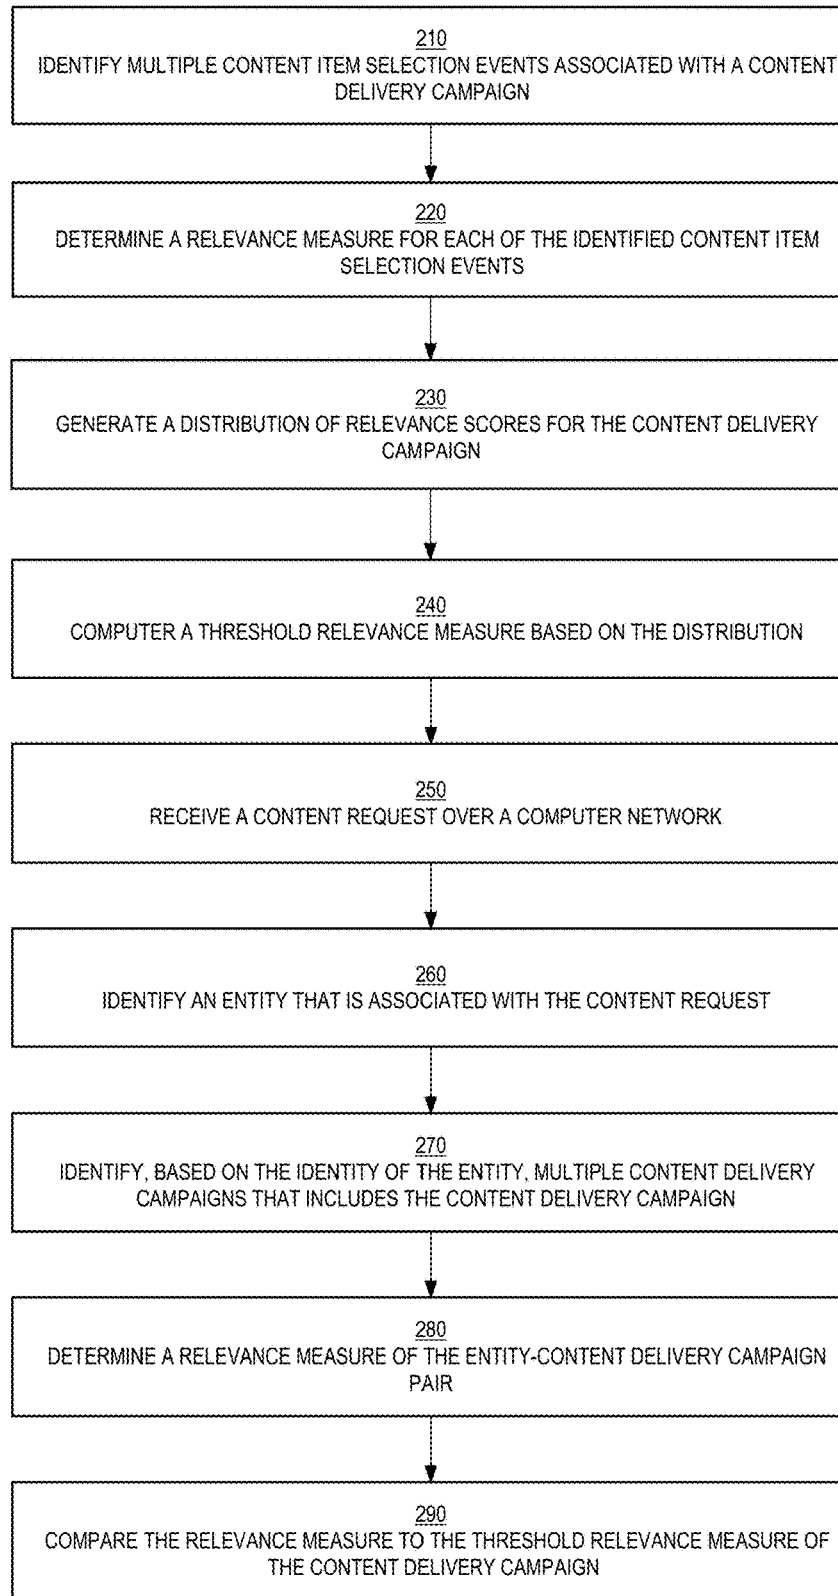 210
IDENTIFY MULTIPLE CONTENT ITEM SELECTION EVENTS ASSOCIATED WITH A CONTENT
DELIVERY CAMPAIGN
220
DETERMINE A RELEVANCE MEASURE FOR EACH OF THE IDENTIFIED CONTENT ITEM
SELECTION EVENTS
230
GENERATE A DISTRIBUTION OF RELEVANCE SCORES FOR THE CONTENT DELIVERY
CAMPAIGN
240
COMPUTER A THRESHOLD RELEVANCE MEASURE BASED ON THE DISTRIBUTION
250
RECEIVE A CONTENT REQUEST OVER A COMPUTER NETWORK
260
IDENTIFY AN ENTITY THAT IS ASSOCIATED WITH THE CONTENT REQUEST
270
IDENTIFY, BASED ON THE IDENTITY OF THE ENTITY, MULTIPLE CONTENT DELIVERY
CAMPAIGNS THAT INCLUDES THE CONTENT DELIVERY CAMPAIGN
280
DETERMINE A RELEVANCE MEASURE OF THE ENTITY-CONTENT DELIVERY CAMPAIGN
PAIR
290
COMPARE THE RELEVANCE MEASURE TO THE THRESHOLD RELEVANCE MEASURE OF
THE CONTENT DELIVERY CAMPAIGN